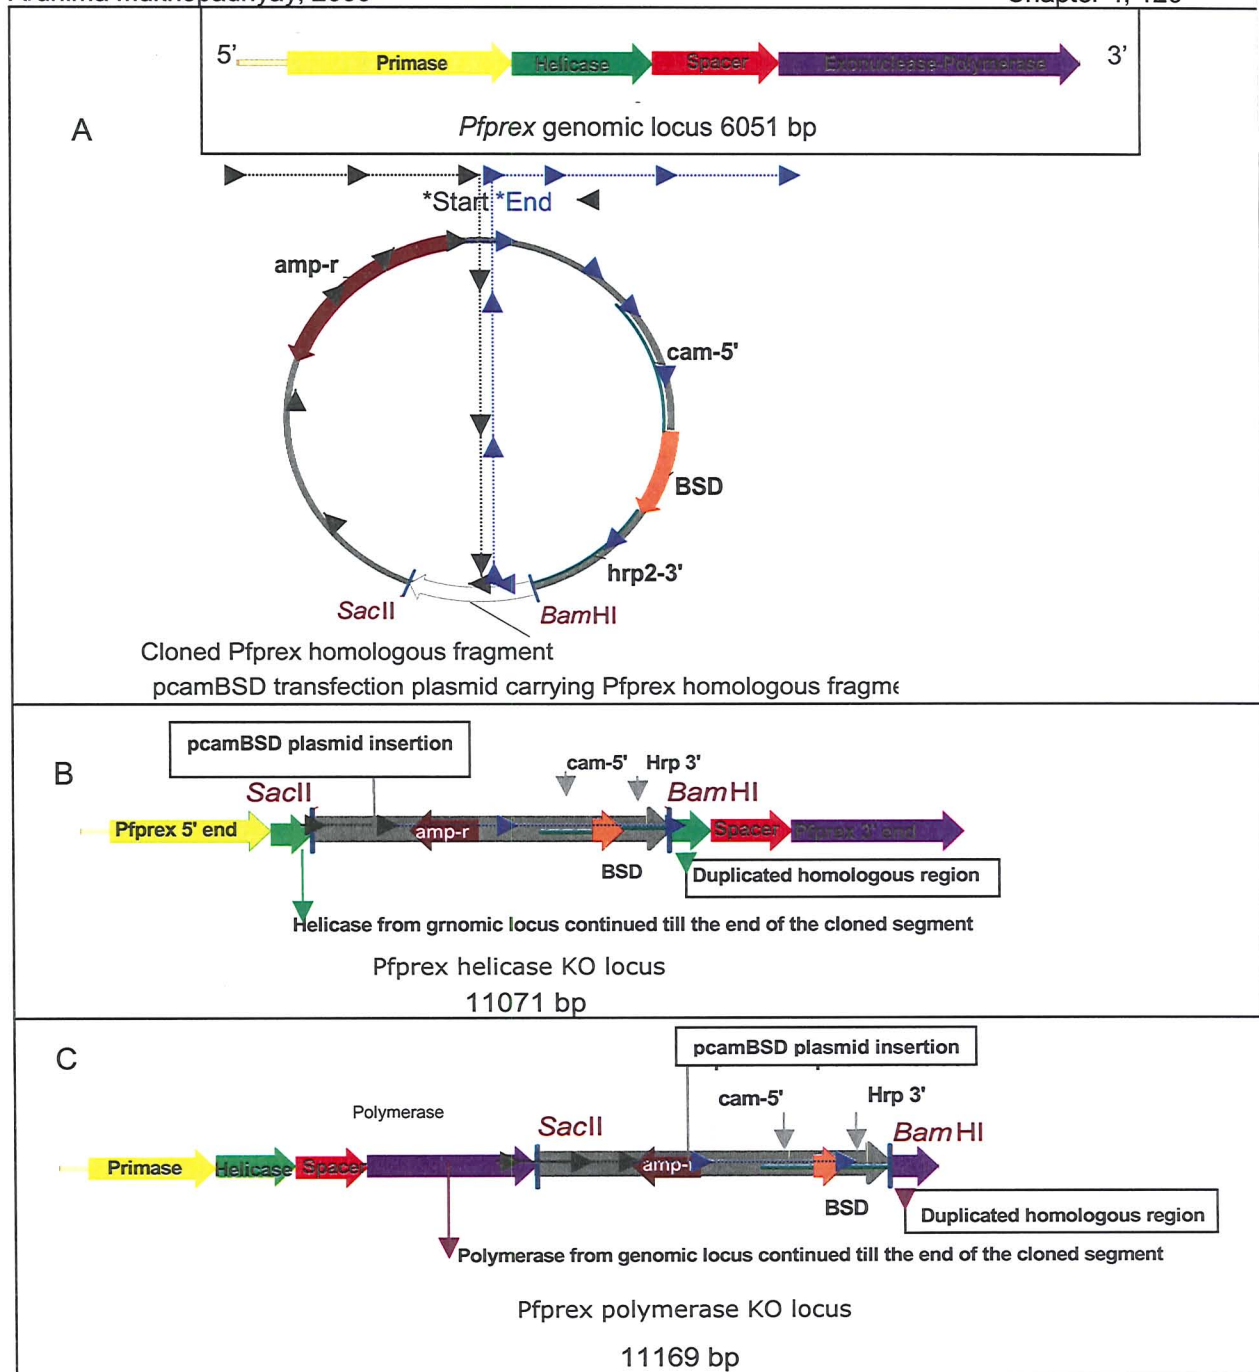 5' Primase Helicase Spacer Exonuclease-Polymerase 3'
A
Pfprex genomic locus 6051 bp
*Start *End
amp-r
cam-5'
BSD
hrp2-3'
SacII
BamHI
Cloned Pfprex homologous fragment
pcamBSD transfection plasmid carrying Pfprex homologous fragme
B
pcamBSD plasmid insertion
cam-5' Hrp 3'
SacII
BamHI
Pfprex 5' end
amp-r
Spacer
Pfprex 3' end
BSD
Duplicated homologous region
Helicase from grnomic locus continued till the end of the cloned segment
Pfprex helicase KO locus
11071 bp
C
pcamBSD plasmid insertion
cam-5'
Hrp 3'
Polymerase
SacII
BamHI
Primase
Helicase
Spacer
amp-r
BSD
Duplicated homologous region
Polymerase from genomic locus continued till the end of the cloned segment
Pfprex polymerase KO locus
11169 bp